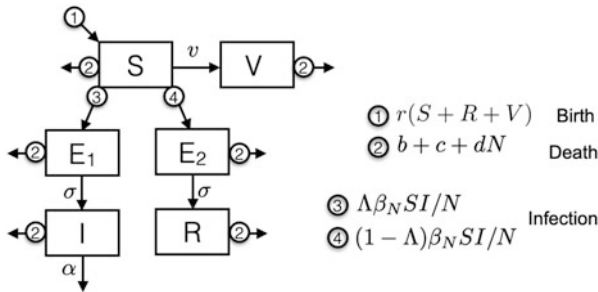 ①
S
v
V
②
②
③
④
① r(S + R + V) Birth
② b + c + dN Death
②
E₁
E₂
②
σ
σ
③ Λβ_N SI/N
Infection
④ (1 − Λ)β_N SI/N
②
I
R
②
α